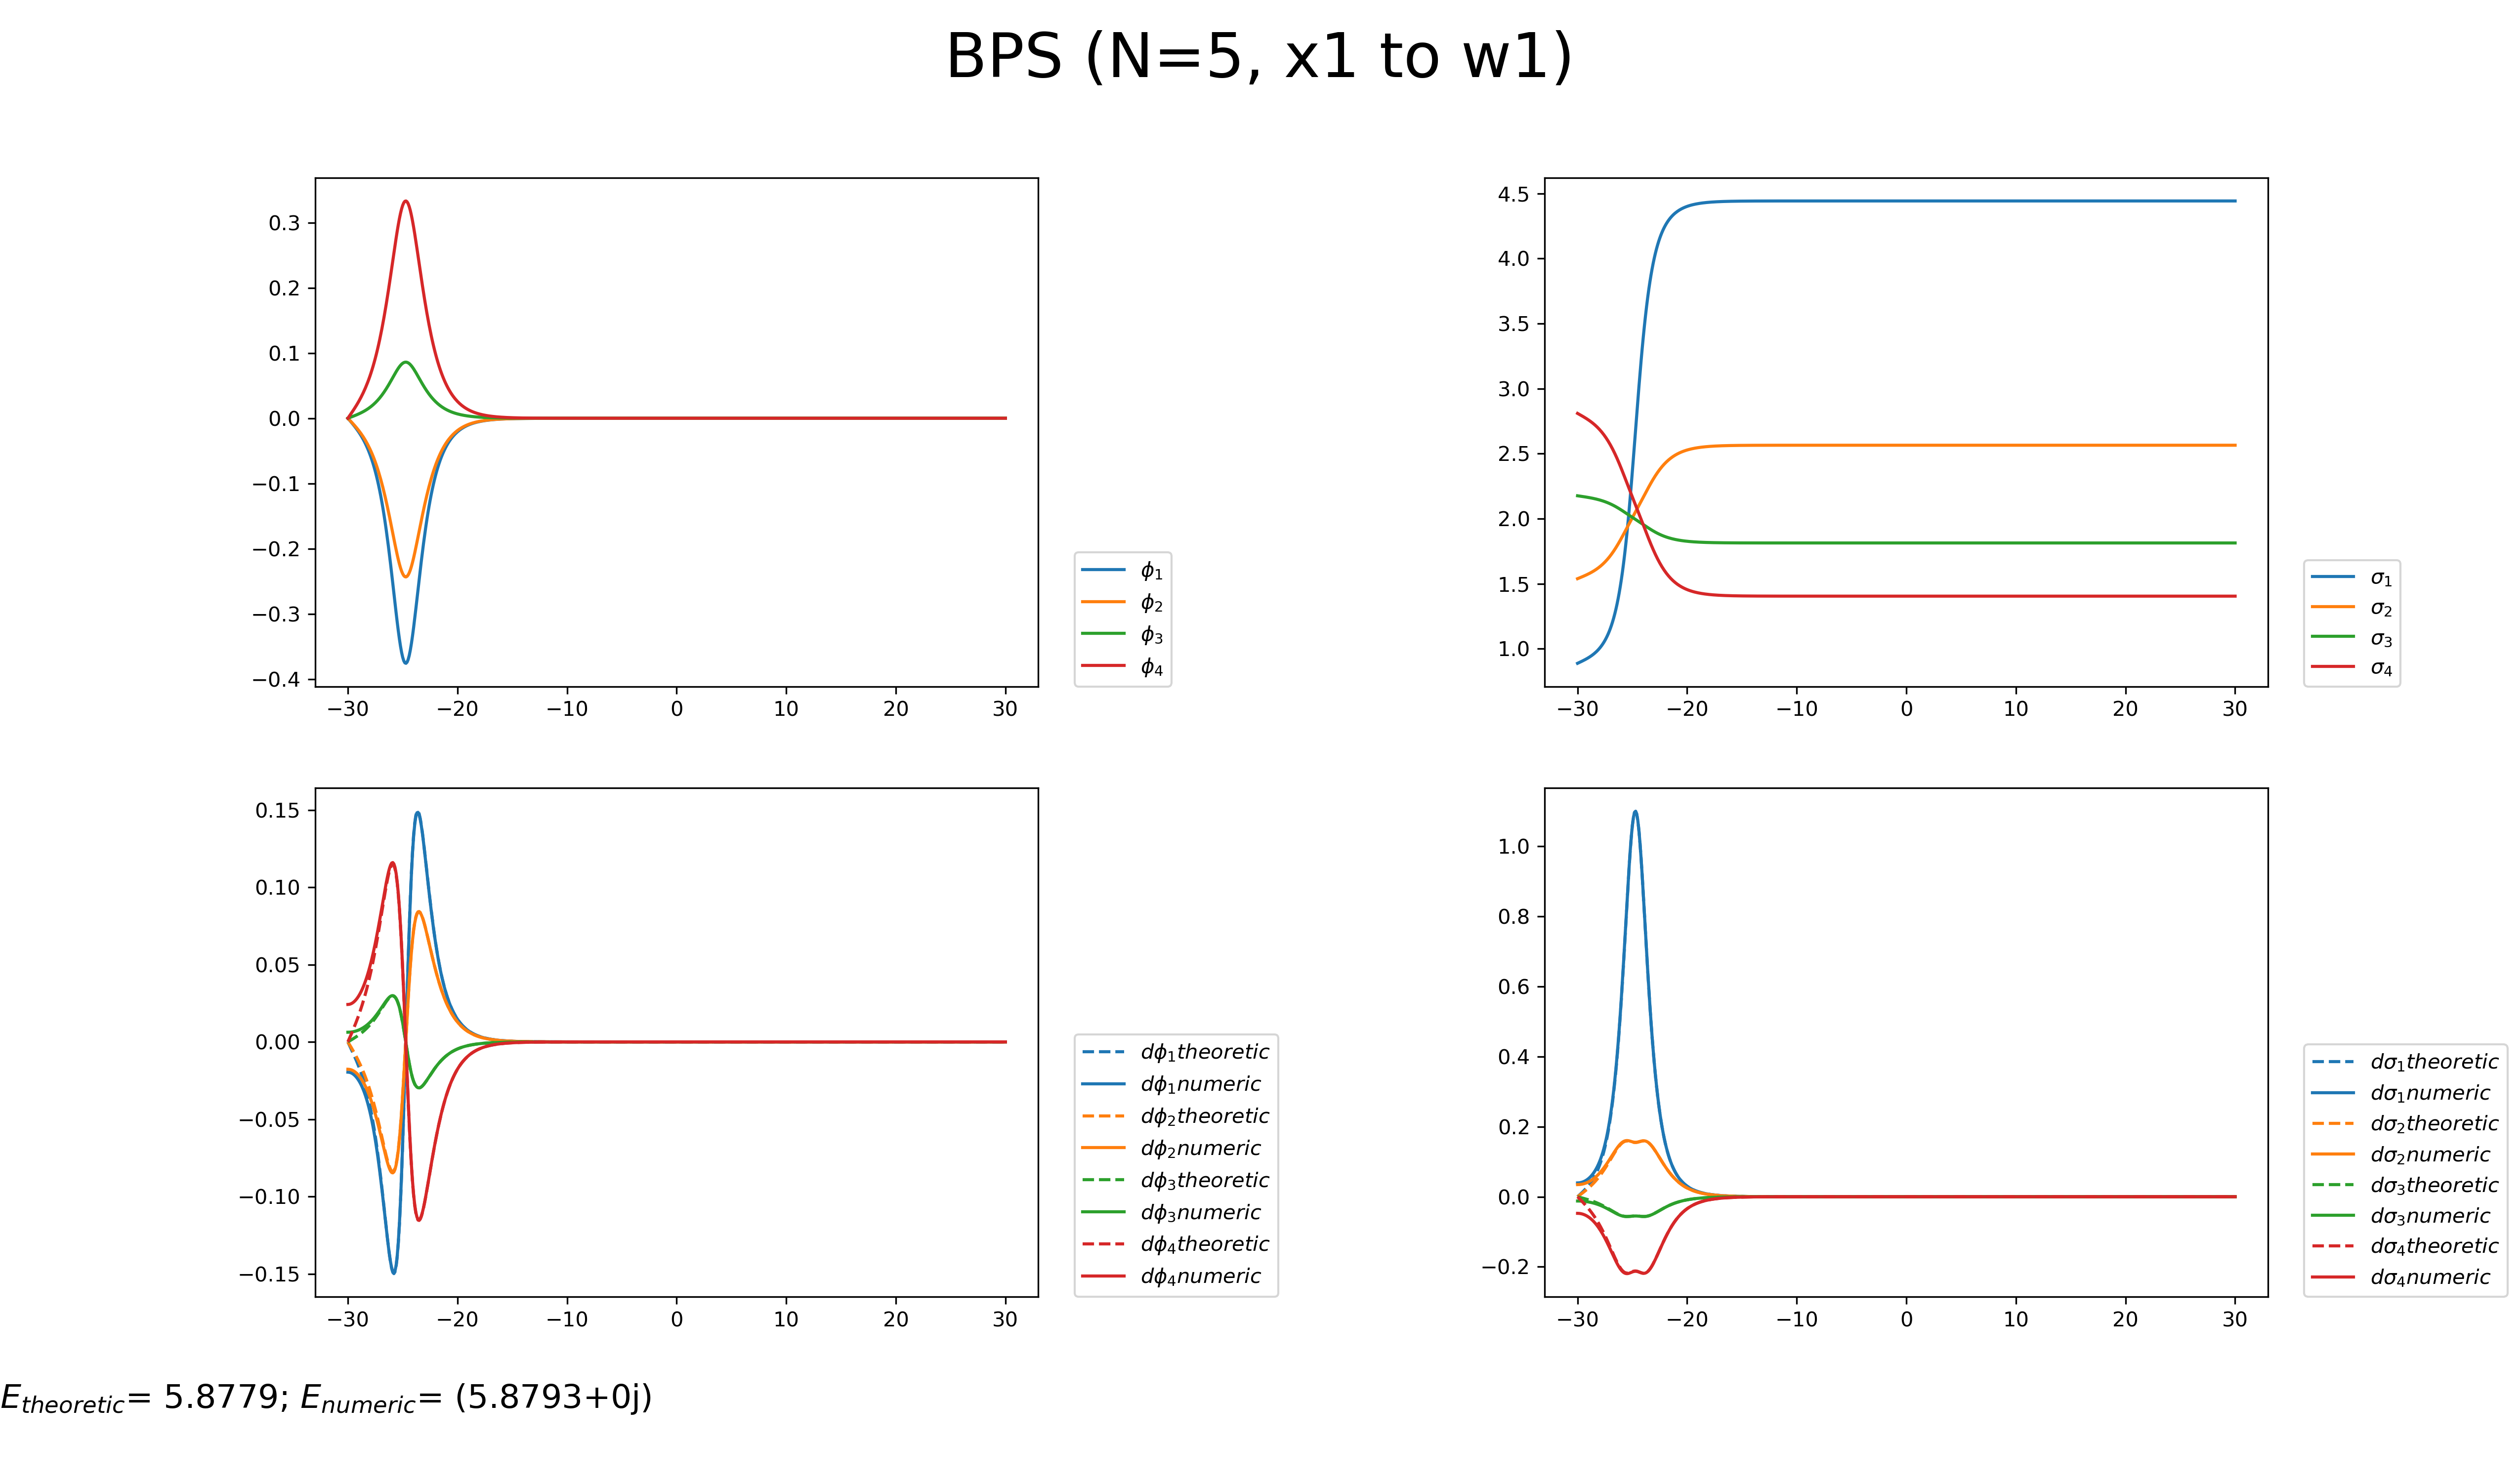 BPS (N=5, x1 to w1)
0.3
0.2
0.1
0.0
−0.1
−0.2
−0.3
−0.4
−30 −20 −10 0 10 20 30
ϕ1
ϕ2
ϕ3
ϕ4
4.5
4.0
3.5
3.0
2.5
2.0
1.5
1.0
−30 −20 −10 0 10 20 30
σ1
σ2
σ3
σ4
0.15
0.10
0.05
0.00
−0.05
−0.10
−0.15
−30 −20 −10 0 10 20 30
dϕ1theoretic
dϕ1numeric
dϕ2theoretic
dϕ2numeric
dϕ3theoretic
dϕ3numeric
dϕ4theoretic
dϕ4numeric
1.0
0.8
0.6
0.4
0.2
0.0
−0.2
−30 −20 −10 0 10 20 30
dσ1theoretic
dσ1numeric
dσ2theoretic
dσ2numeric
dσ3theoretic
dσ3numeric
dσ4theoretic
dσ4numeric
Etheoretic= 5.8779; Enumeric= (5.8793+0j)